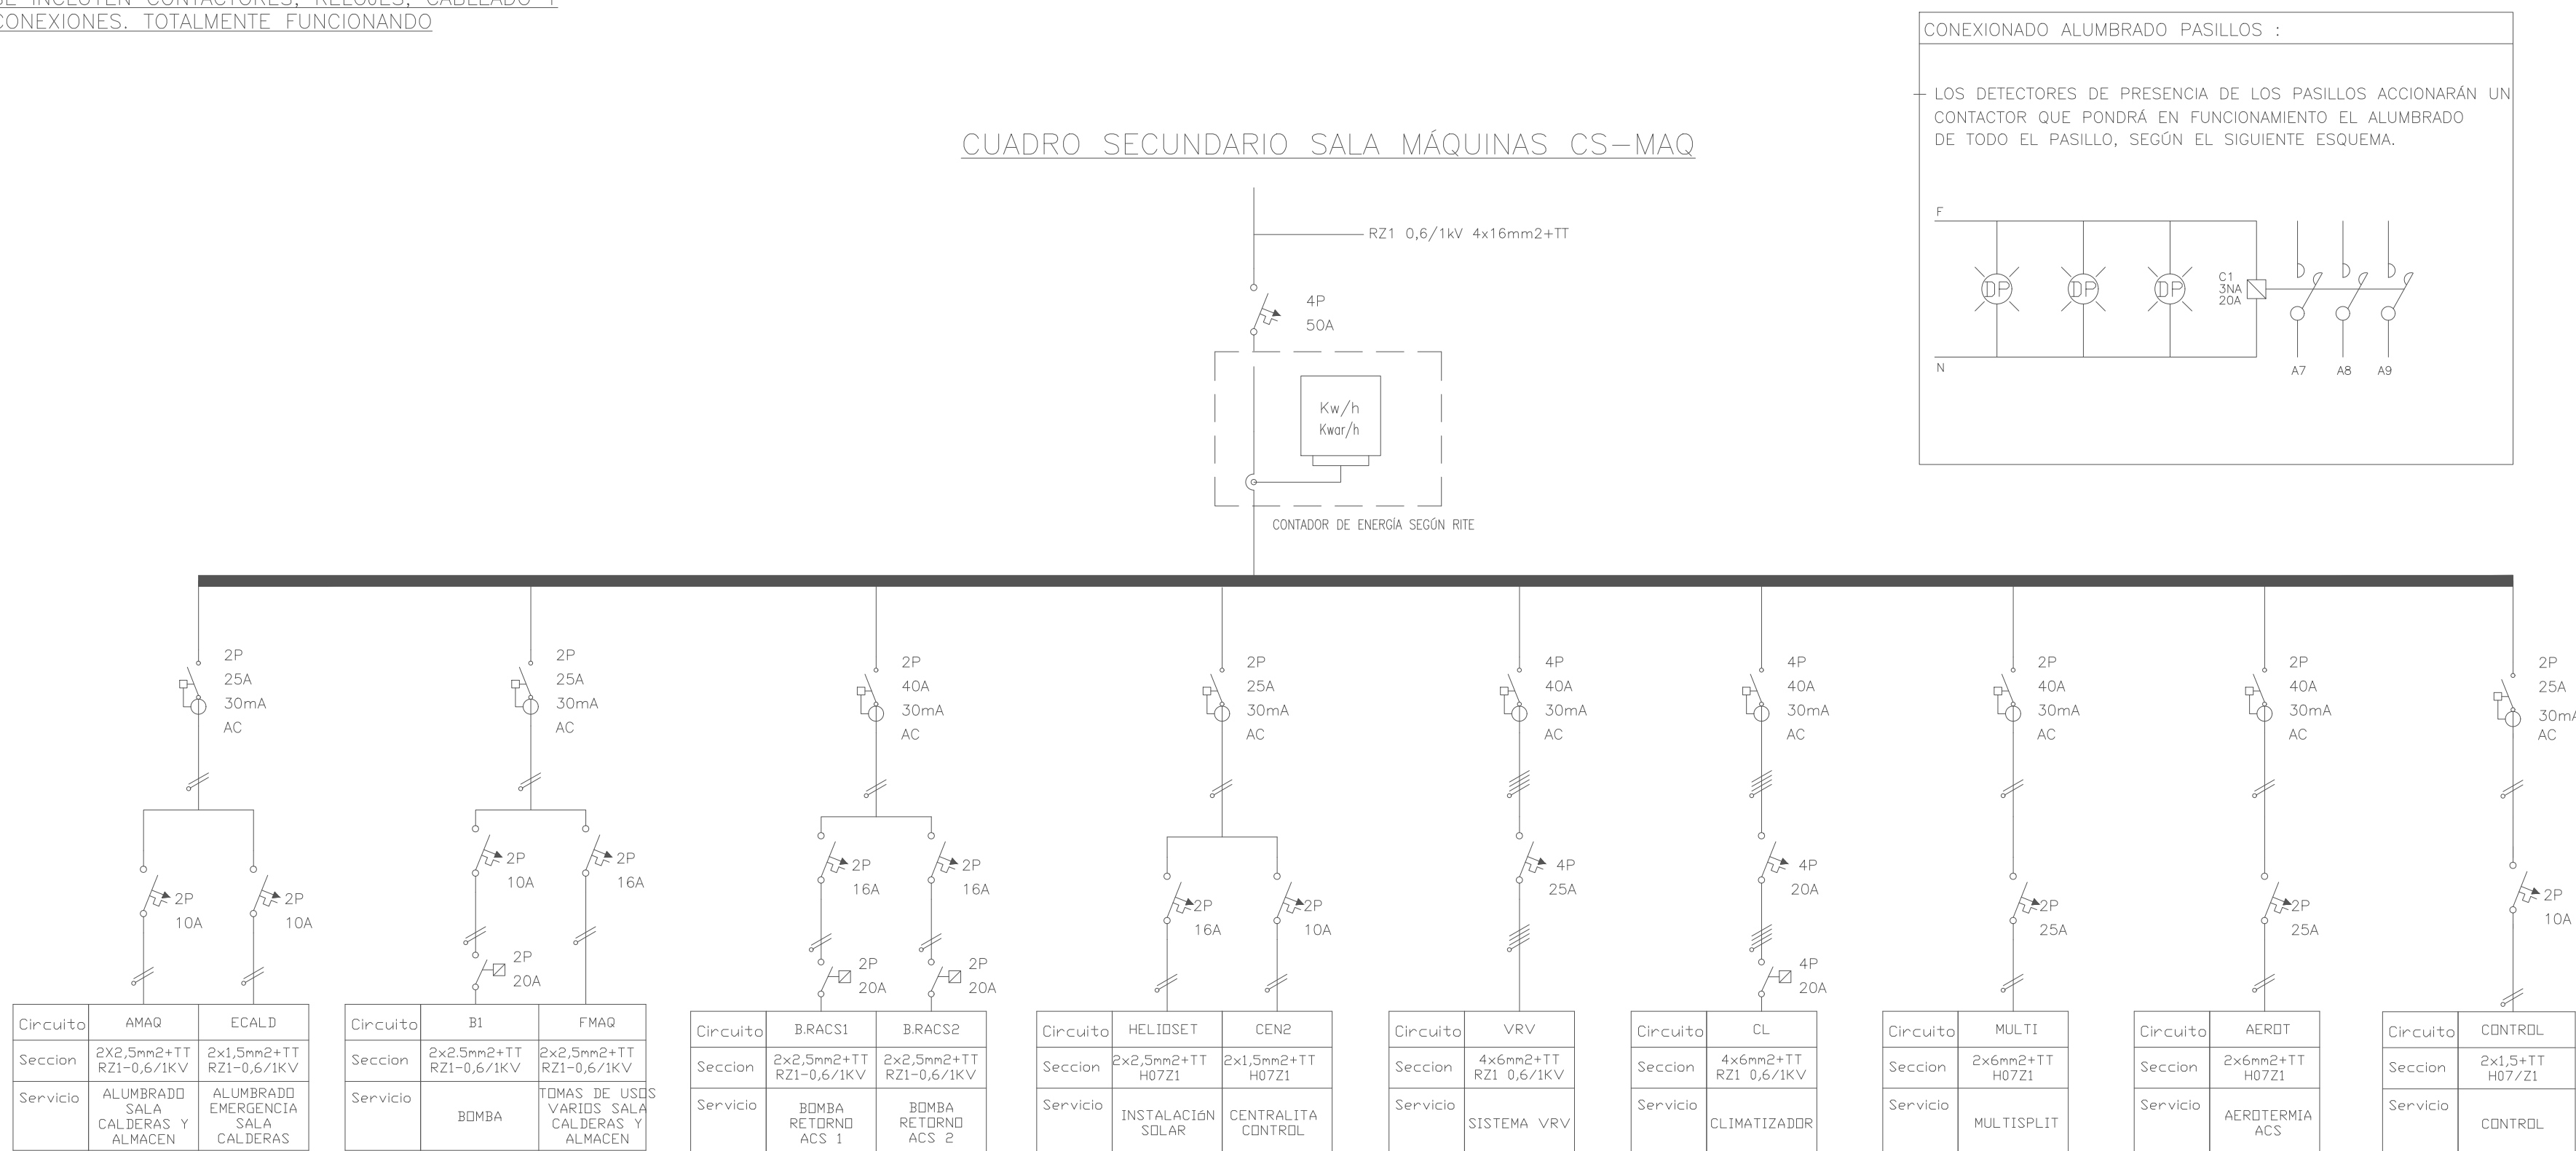 SE INCLUYEN CONTACTORES, RELOJES, CABLEADO Y
CONEXIONES. TOTALMENTE FUNCIONANDO
CONEXIONADO ALUMBRADO PASILLOS :
LOS DETECTORES DE PRESENCIA DE LOS PASILLOS ACCIONARÁN UN
CONTACTOR QUE PONDRÁ EN FUNCIONAMIENTO EL ALUMBRADO
DE TODO EL PASILLO, SEGÚN EL SIGUIENTE ESQUEMA.
F
DP
DP
DP
C1
3NA
20A
N
A7
A8
A9
CUADRO SECUNDARIO SALA MÁQUINAS CS-MAQ
RZ1 0,6/1kV 4x16mm2+TT
4P
50A
Kw/h
Kwar/h
CONTADOR DE ENERGÍA SEGÚN RITE
2P
25A
30mA
AC
2P
10A
2P
10A
Circuito
AMAQ
ECALD
Seccion
2X2,5mm2+TT
RZ1-0,6/1KV
2x1,5mm2+TT
RZ1-0,6/1KV
Servicio
ALUMBRADO
SALA
CALDERAS Y
ALMACEN
ALUMBRADO
EMERGENCIA
SALA
CALDERAS
2P
25A
30mA
AC
2P
10A
2P
16A
2P
20A
Circuito
B1
FMAQ
Seccion
2x2.5mm2+TT
RZ1-0,6/1KV
2x2,5mm2+TT
RZ1-0,6/1KV
Servicio
BOMBA
TOMAS DE USOS
VARIOS SALA
CALDERAS Y
ALMACEN
2P
40A
30mA
AC
2P
16A
2P
16A
2P
20A
2P
20A
Circuito
B.RACS1
B.RACS2
Seccion
2x2,5mm2+TT
RZ1-0,6/1KV
2x2,5mm2+TT
RZ1-0,6/1KV
Servicio
BOMBA
RETORNO
ACS 1
BOMBA
RETORNO
ACS 2
2P
25A
30mA
AC
2P
16A
2P
10A
Circuito
HELIOSET
CEN2
Seccion
2x2,5mm2+TT
H07Z1
2x1,5mm2+TT
H07Z1
Servicio
INSTALACIóN
SOLAR
CENTRALITA
CONTROL
4P
40A
30mA
AC
4P
25A
Circuito
VRV
Seccion
4x6mm2+TT
RZ1 0,6/1KV
Servicio
SISTEMA VRV
4P
40A
30mA
AC
4P
20A
4P
20A
Circuito
CL
Seccion
4x6mm2+TT
RZ1 0,6/1KV
Servicio
CLIMATIZADOR
2P
40A
30mA
AC
2P
25A
Circuito
MULTI
Seccion
2x6mm2+TT
H07Z1
Servicio
MULTISPLIT
2P
40A
30mA
AC
2P
25A
Circuito
AEROT
Seccion
2x6mm2+TT
H07Z1
Servicio
AEROTERMIA
ACS
2P
25A
30mA
AC
2P
10A
Circuito
CONTROL
Seccion
2x1,5+TT
H07/Z1
Servicio
CONTROL